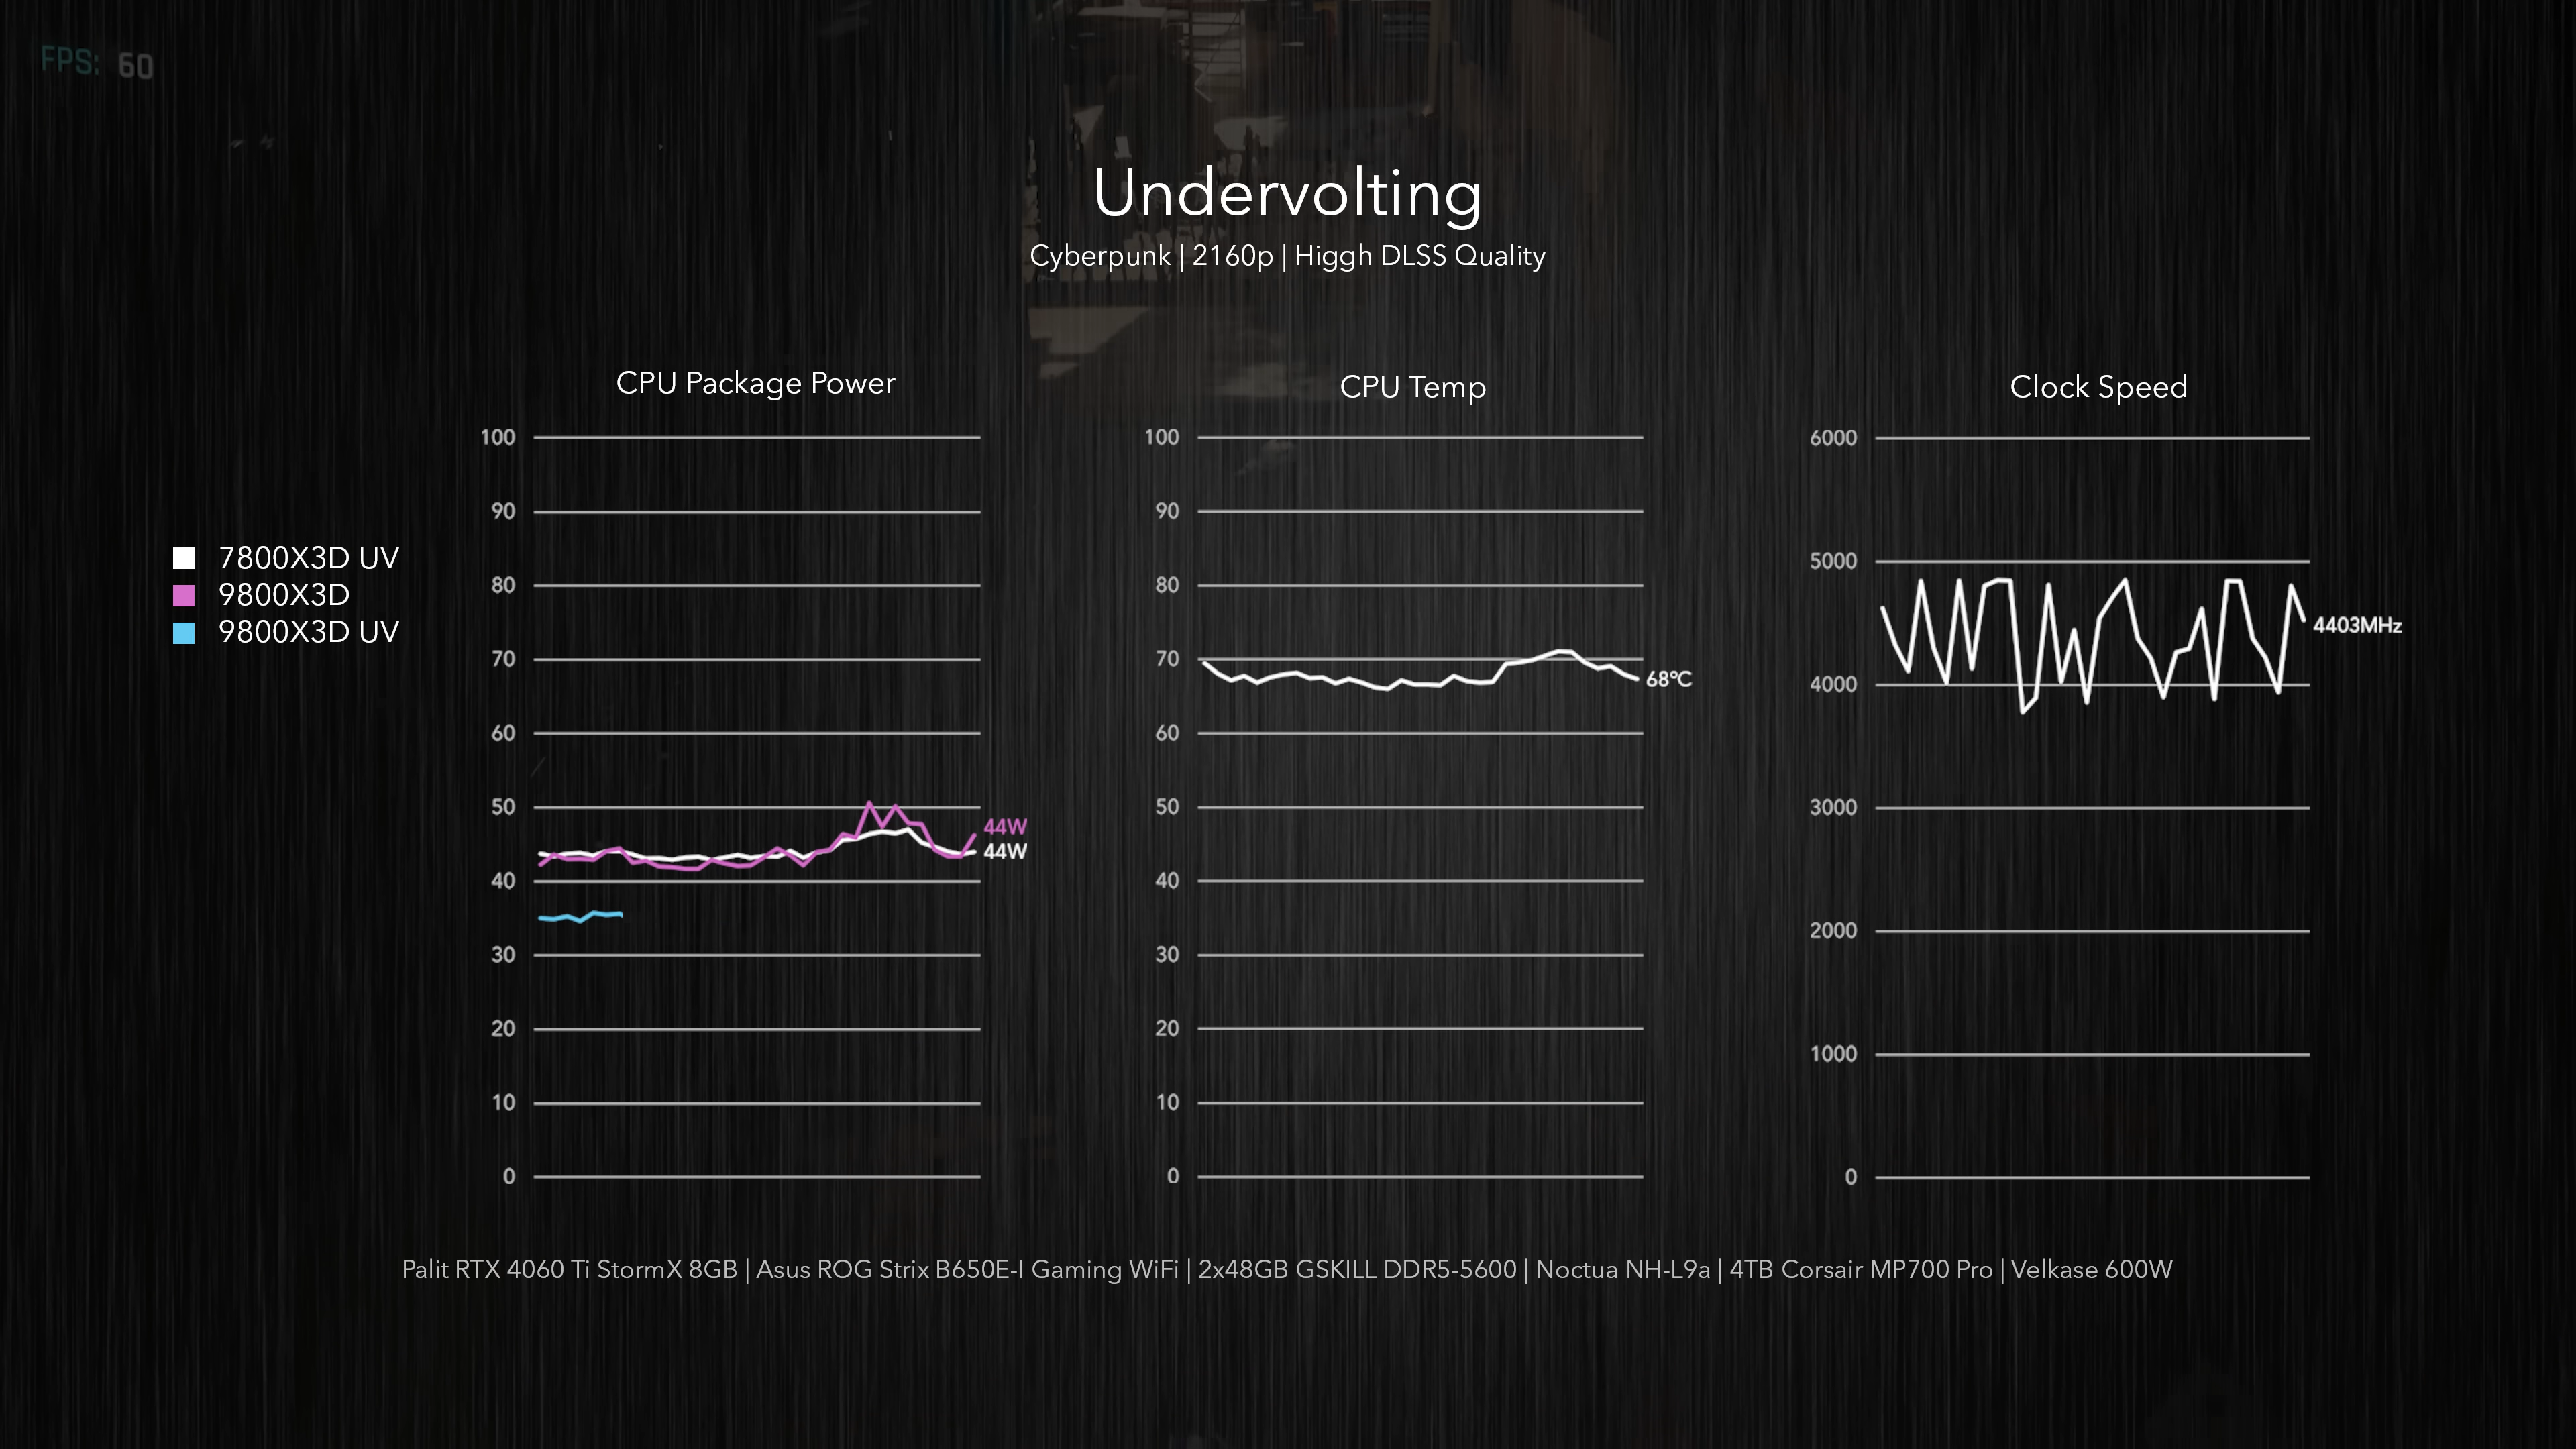 FPS: 60
Undervolting
Cyberpunk | 2160p | Higgh DLSS Quality
7800X3D UV
9800X3D
9800X3D UV
CPU Package Power
100
90
80
70
60
50
40
30
20
10
0
44W
44W
CPU Temp
100
90
80
70
60
50
40
30
20
10
0
68°C
Clock Speed
6000
5000
4000
3000
2000
1000
0
4403MHz
Palit RTX 4060 Ti StormX 8GB | Asus ROG Strix B650E-I Gaming WiFi | 2x48GB GSKILL DDR5-5600 | Noctua NH-L9a | 4TB Corsair MP700 Pro | Velkase 600W